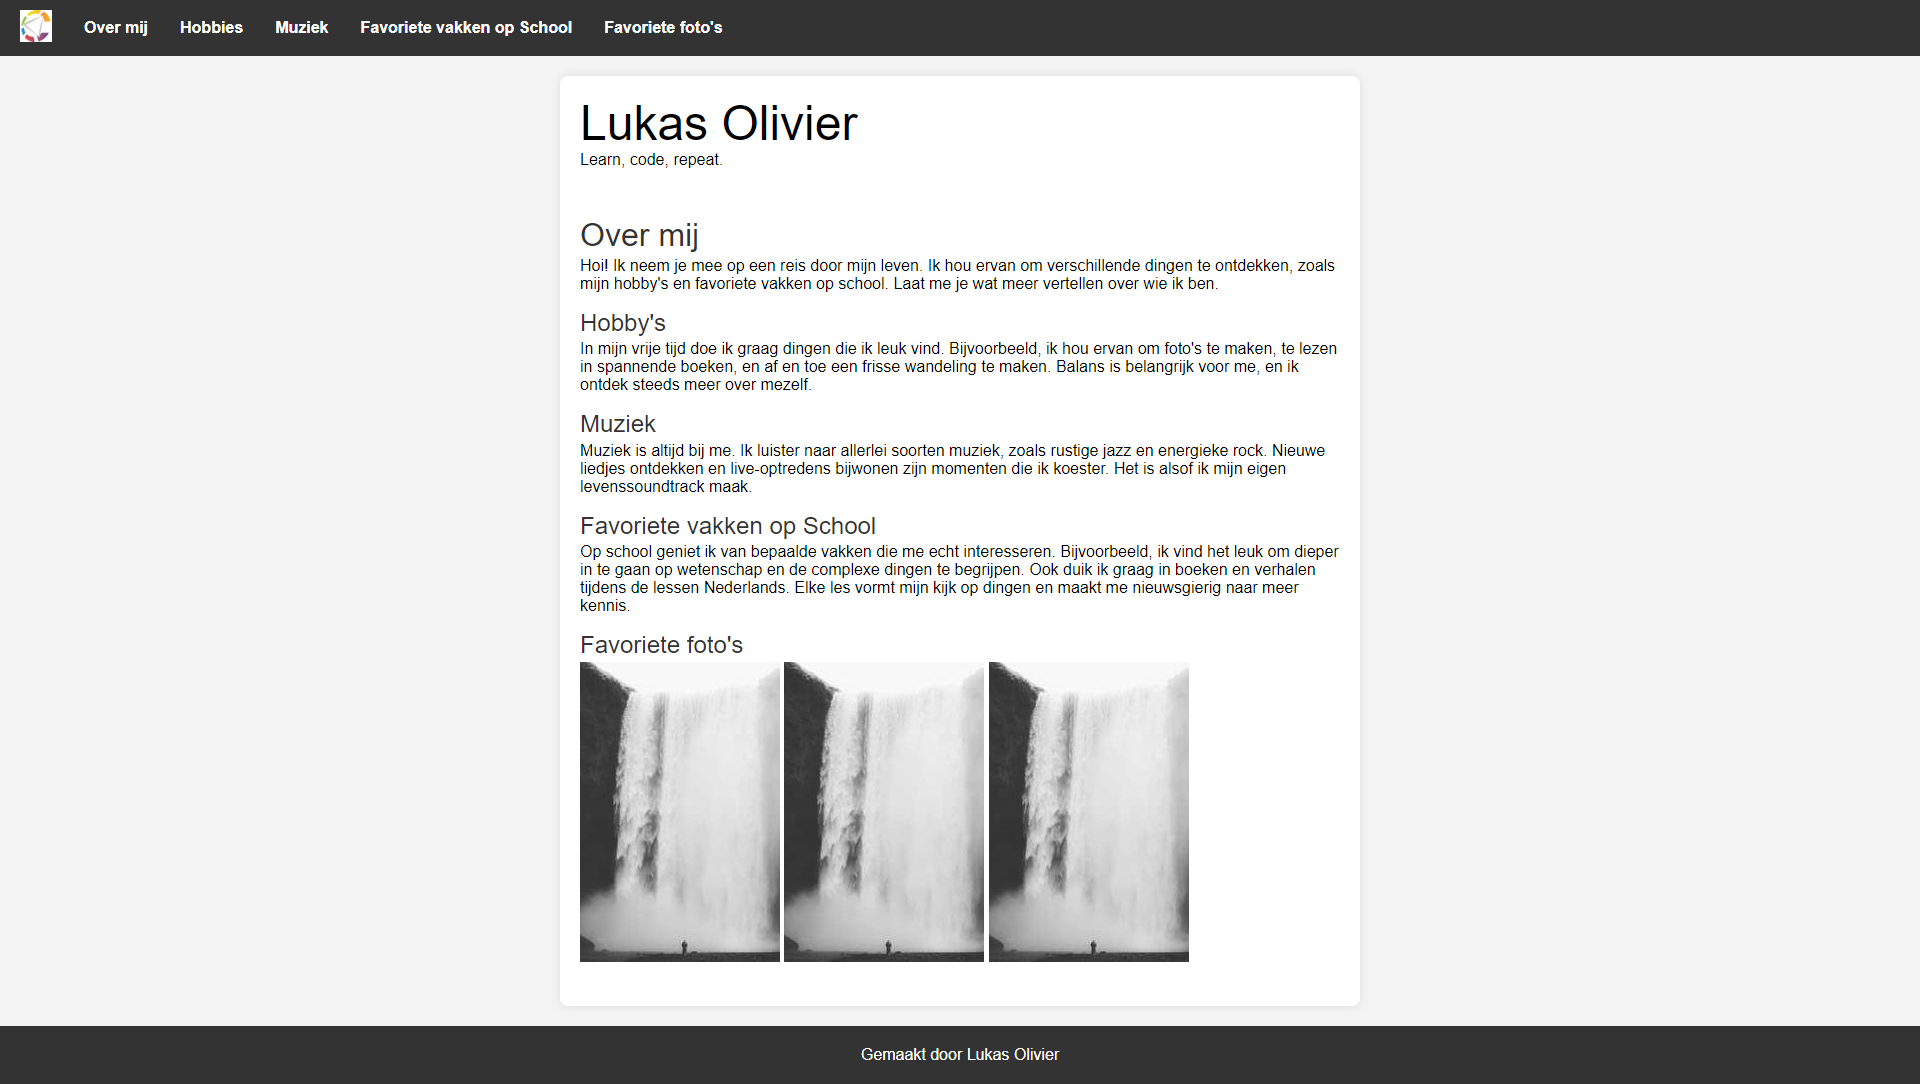 Over mij Hobbies Muziek Favoriete vakken op School Favoriete foto's
Lukas Olivier
Learn, code, repeat.
Over mij
Hoi! Ik neem je mee op een reis door mijn leven. Ik hou ervan om verschillende dingen te ontdekken, zoals
mijn hobby's en favoriete vakken op school. Laat me je wat meer vertellen over wie ik ben.
Hobby's
In mijn vrije tijd doe ik graag dingen die ik leuk vind. Bijvoorbeeld, ik hou ervan om foto's te maken, te lezen
in spannende boeken, en af en toe een frisse wandeling te maken. Balans is belangrijk voor me, en ik
ontdek steeds meer over mezelf.
Muziek
Muziek is altijd bij me. Ik luister naar allerlei soorten muziek, zoals rustige jazz en energieke rock. Nieuwe
liedjes ontdekken en live-optredens bijwonen zijn momenten die ik koester. Het is alsof ik mijn eigen
levenssoundtrack maak.
Favoriete vakken op School
Op school geniet ik van bepaalde vakken die me echt interesseren. Bijvoorbeeld, ik vind het leuk om dieper
in te gaan op wetenschap en de complexe dingen te begrijpen. Ook duik ik graag in boeken en verhalen
tijdens de lessen Nederlands. Elke les vormt mijn kijk op dingen en maakt me nieuwsgierig naar meer
kennis.
Favoriete foto's
Gemaakt door Lukas Olivier